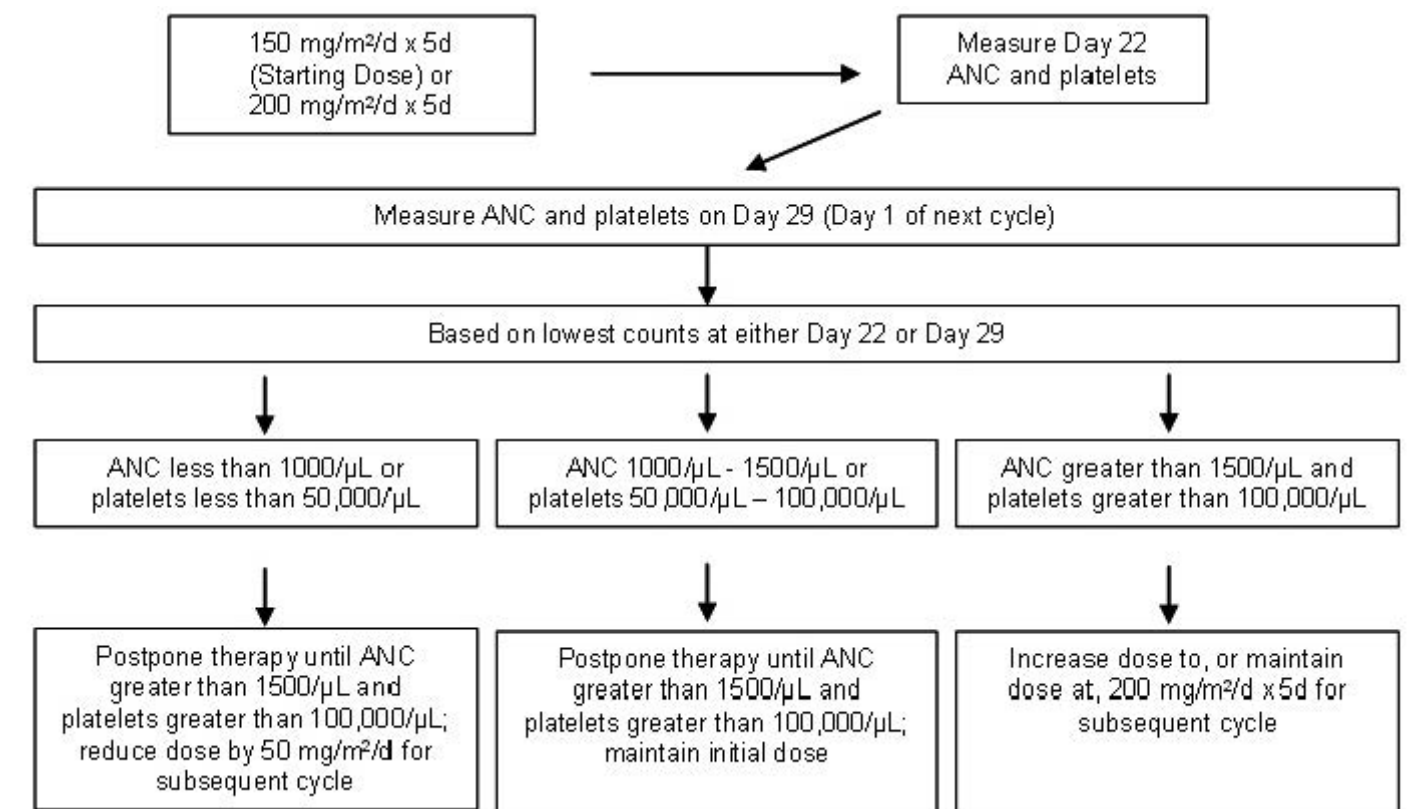 150 mg/m²/d x 5d
(Starting Dose) or
200 mg/m²/d x 5d
Measure Day 22
ANC and platelets
Measure ANC and platelets on Day 29 (Day 1 of next cycle)
Based on lowest counts at either Day 22 or Day 29
ANC less than 1000/µL or
platelets less than 50,000/µL
ANC 1000/µL - 1500/µL or
platelets 50,000/µL – 100,000/µL
ANC greater than 1500/µL and
platelets greater than 100,000/µL
Postpone therapy until ANC
greater than 1500/µL and
platelets greater than 100,000/µL;
reduce dose by 50 mg/m²/d for
subsequent cycle
Postpone therapy until ANC
greater than 1500/µL and
platelets greater than 100,000/µL;
maintain initial dose
Increase dose to, or maintain
dose at, 200 mg/m²/d x 5d for
subsequent cycle